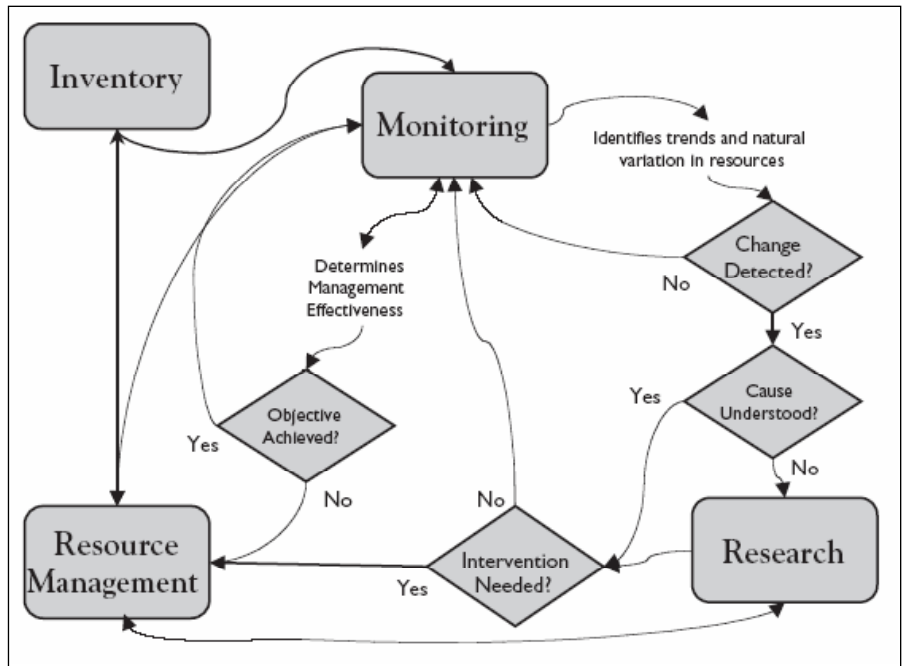 Inventory
Monitoring
Identifies trends and natural
variation in resources
Change
Detected?
No
Yes
Determines
Management
Effectiveness
Objective
Achieved?
Yes
No
Cause
Understood?
Yes
No
Resource
Management
Intervention
Needed?
No
Yes
Research